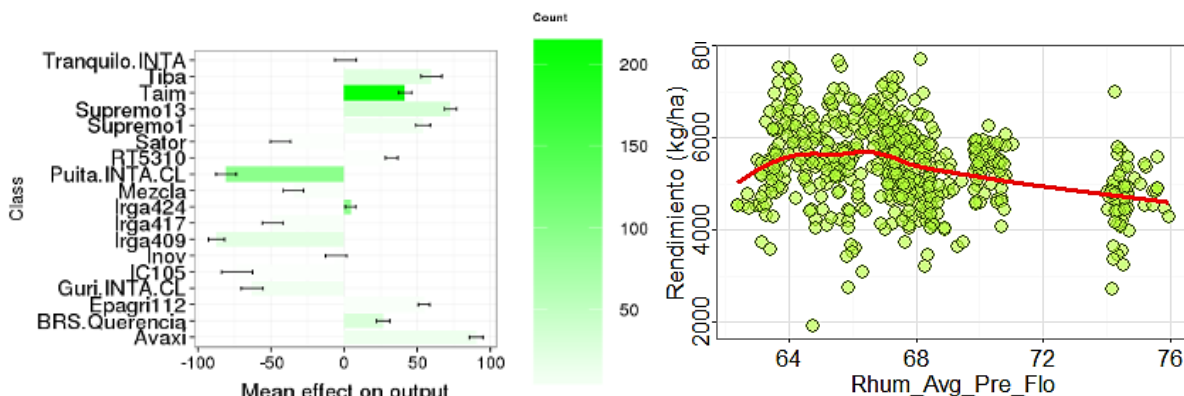 Count
Class
Tranquilo.INTA
Tiba
Taim
Supremo13
Supremo1
Sator
RT5310
Puita.INTA.CL
Mezcla
Irga424
Irga417
Irga409
Inov
IC105
Guri.INTA.CL
Epagri112
BRS.Querencia
Avaxi
-100 -50 0 50 100
Mean effect on output
200
150
100
50
Rendimiento (kg/ha)
800
6000
4000
2000
64 68 72 76
Rhum_Avg_Pre_Flo